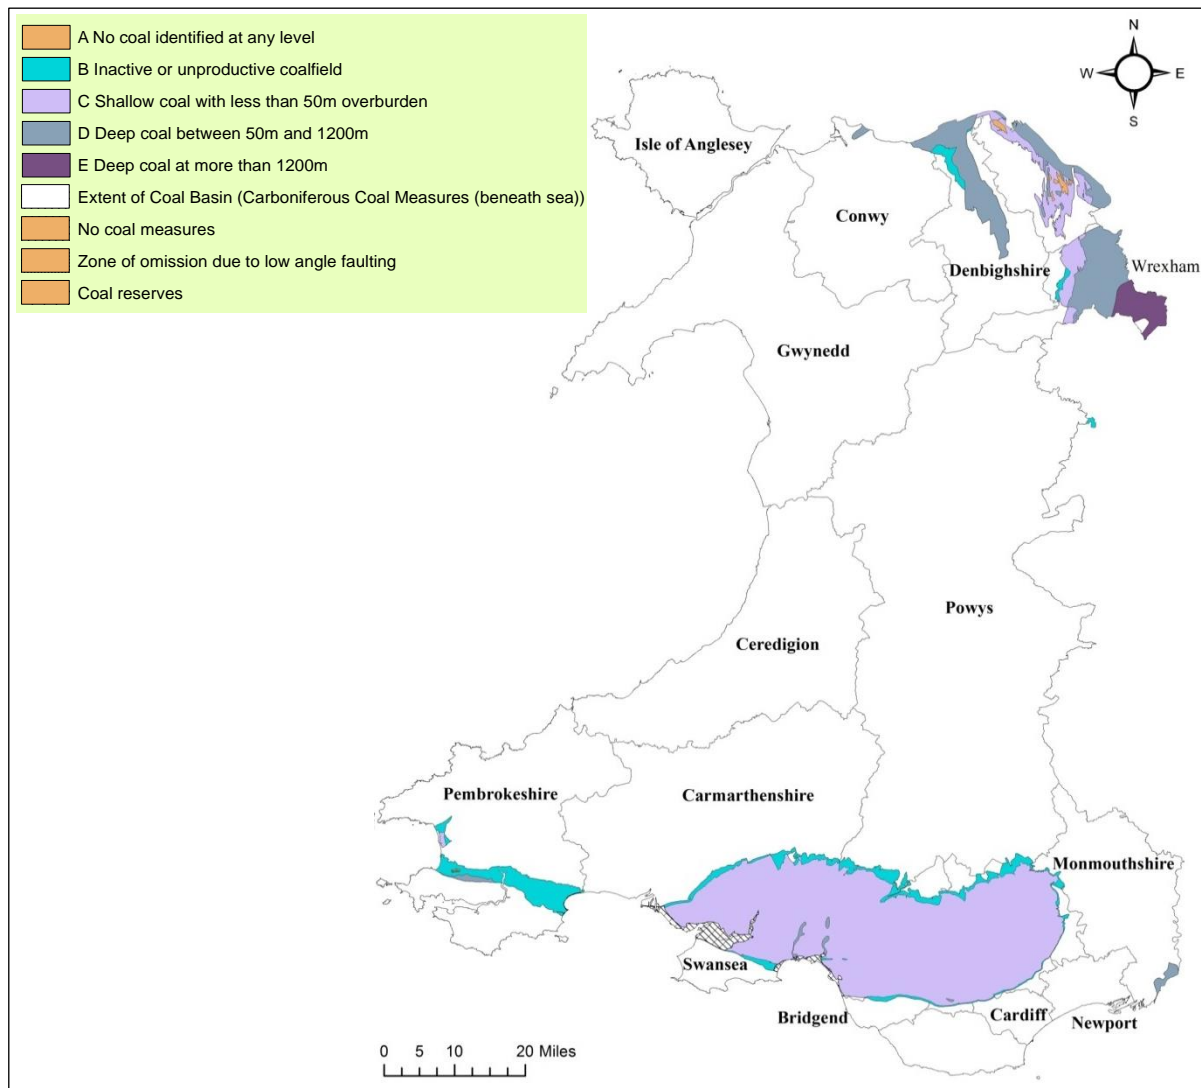 A No coal identified at any level
B Inactive or unproductive coalfield
C Shallow coal with less than 50m overburden
D Deep coal between 50m and 1200m
E Deep coal at more than 1200m
Extent of Coal Basin (Carboniferous Coal Measures (beneath sea))
No coal measures
Zone of omission due to low angle faulting
Coal reserves
N
W E
S
Isle of Anglesey
Conwy
Denbighshire
Wrexham
Gwynedd
Powys
Ceredigion
Pembrokeshire
Carmarthenshire
Monmouthshire
Swansea
Bridgend
Cardiff
Newport
0 5 10 20 Miles